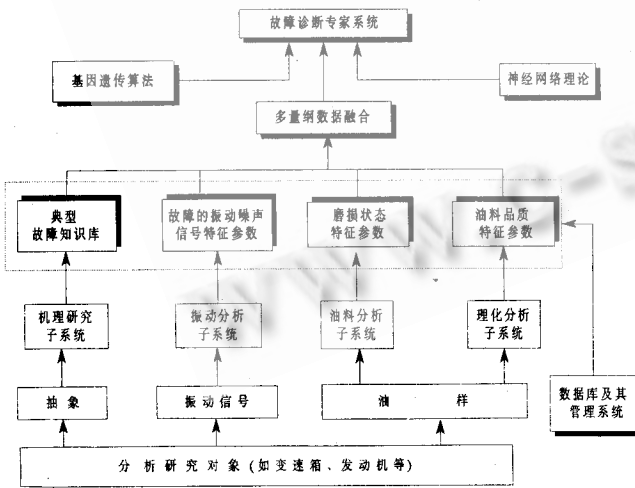 故障诊断专家系统
基因遗传算法
神经网络理论
多量纲数据融合
典型
故障知识库
故障的振动噪声
信号特征参数
磨损状态
特征参数
油料品质
特征参数
机理研究
子系统
振动分析
子系统
油料分析
子系统
理化分析
子系统
抽象
振动信号
油样
数据库及其
管理系统
分析研究对象(如变速箱、发动机等)
www.c-s